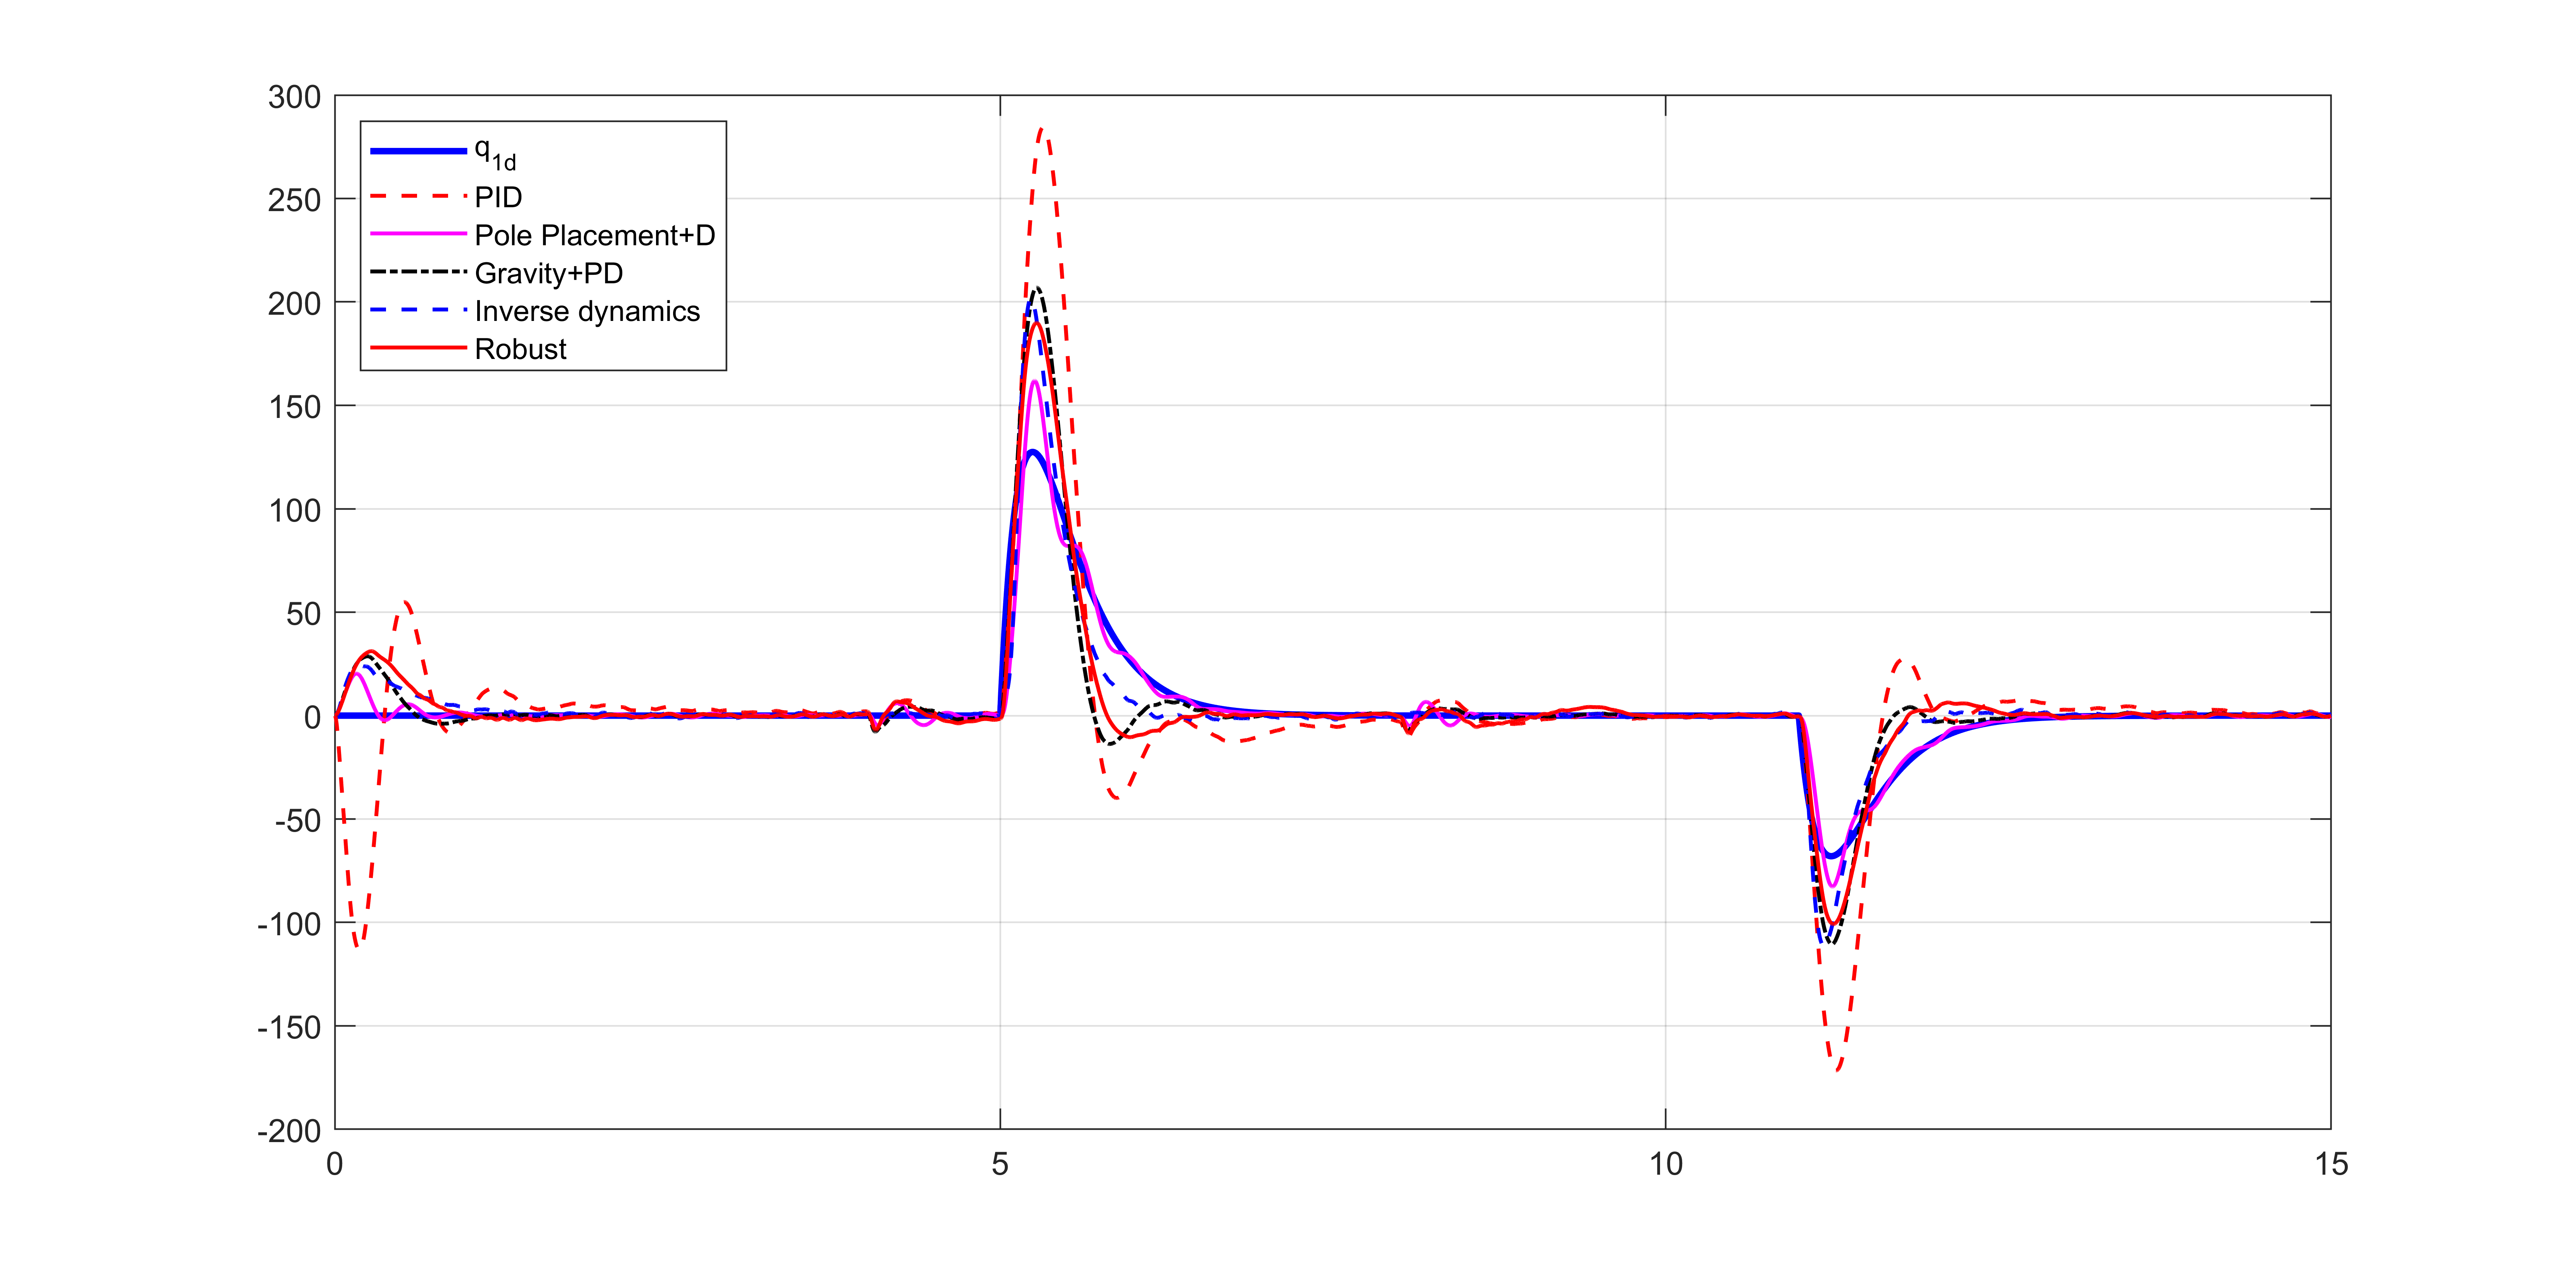 300
250
200
150
100
50
0
-50
-100
-150
-200
q1d
PID
Pole Placement+D
Gravity+PD
Inverse dynamics
Robust
0 5 10 15